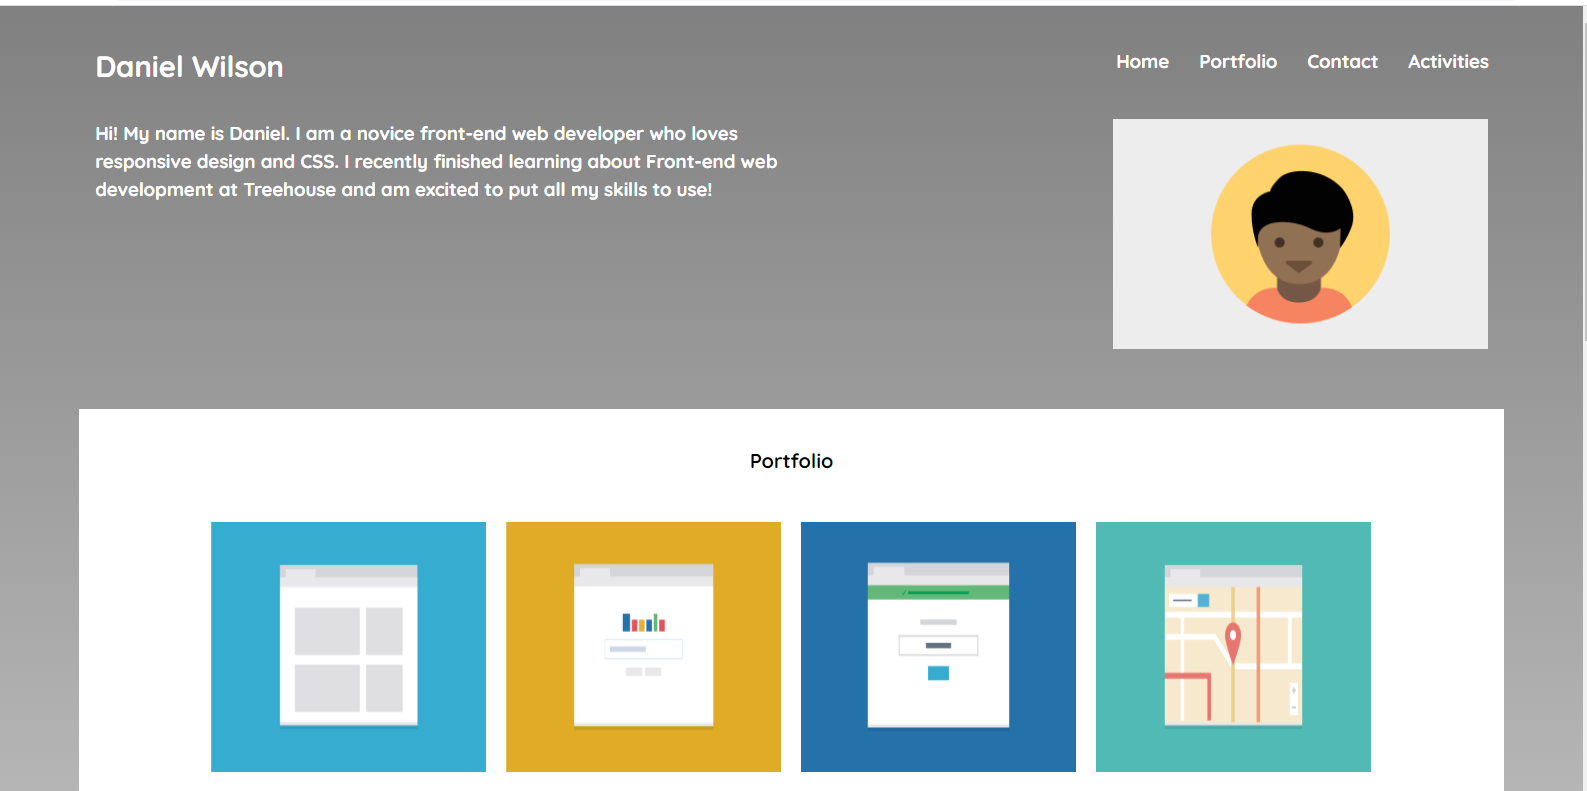 Daniel Wilson
Home Portfolio Contact Activities
Hi! My name is Daniel. I am a novice front-end web developer who loves
responsive design and CSS. I recently finished learning about Front-end web
development at Treehouse and am excited to put all my skills to use!
Portfolio